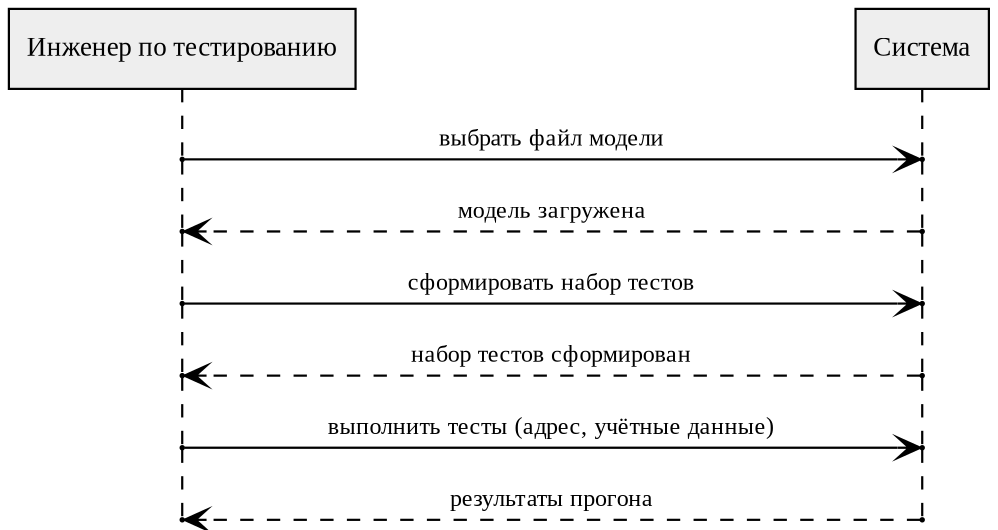 Инженер по тестированию
Система
выбрать файл модели
модель загружена
сформировать набор тестов
набор тестов сформирован
выполнить тесты (адрес, учётные данные)
результаты прогона